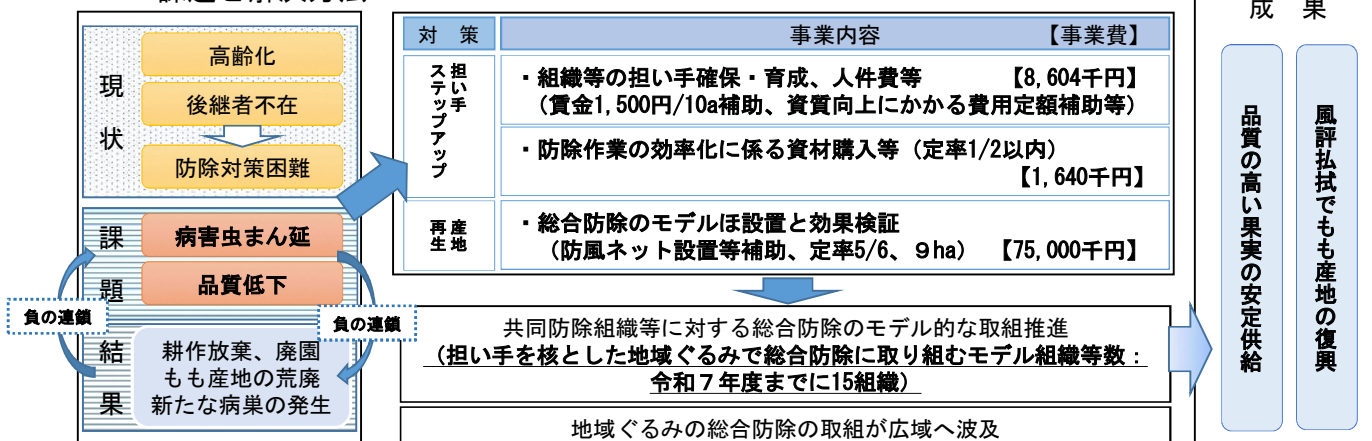 現状
高齢化
後継者不在
防除対策困難
課題
病害虫まん延
品質低下
負の連鎖
負の連鎖
結果
耕作放棄、廃園
もも産地の荒廃
新たな病巣の発生
対 策
事業内容 【事業費】
担い手
ステップアップ
・組織等の担い手確保・育成、人件費等 【8,604千円】
（賃金1,500円/10a補助、資質向上にかかる費用定額補助等）
・防除作業の効率化に係る資材購入等（定率1/2以内）
【1,640千円】
産地
再生
・総合防除のモデルほ設置と効果検証
（防風ネット設置等補助、定率5/6、９ha） 【75,000千円】
共同防除組織等に対する総合防除のモデル的な取組推進
（担い手を核とした地域ぐるみで総合防除に取り組むモデル組織等数：
令和７年度までに15組織）
地域ぐるみの総合防除の取組が広域へ波及
成 果
風評払拭でもも産地の復興
品質の高い果実の安定供給